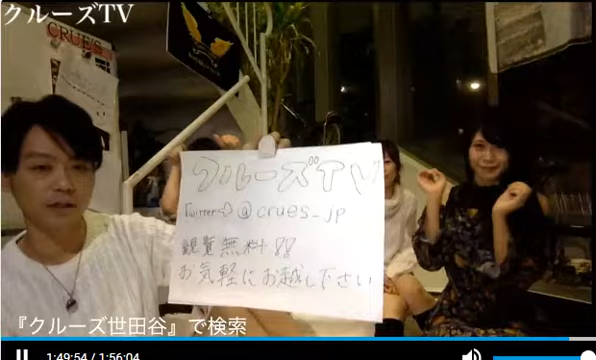 クルーズTV
CRUE'S
クルーズTV
Twitter⇨ @crues_jp
観覧無料!!
お気軽にお越し下さい
『クルーズ世田谷』で検索
1:49:54 / 1:56:04